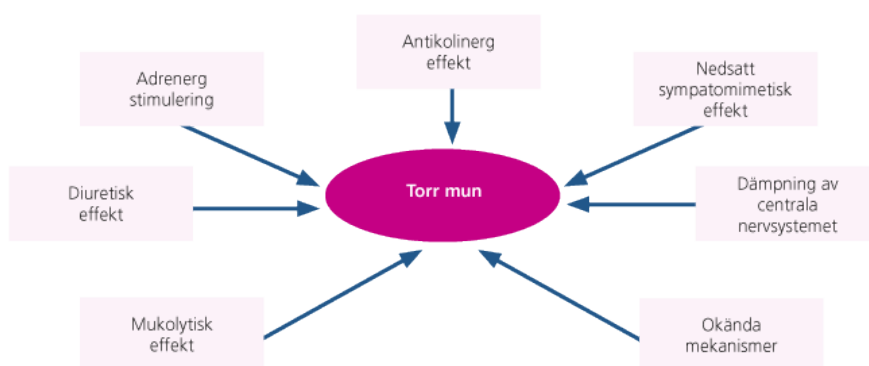 Antikolinerg
effekt
Adrenerg
stimulering
Nedsatt
sympatomimetisk
effekt
Torr mun
Diuretisk
effekt
Dämpning av
centrala
nervsystemet
Mukolytisk
effekt
Okända
mekanismer